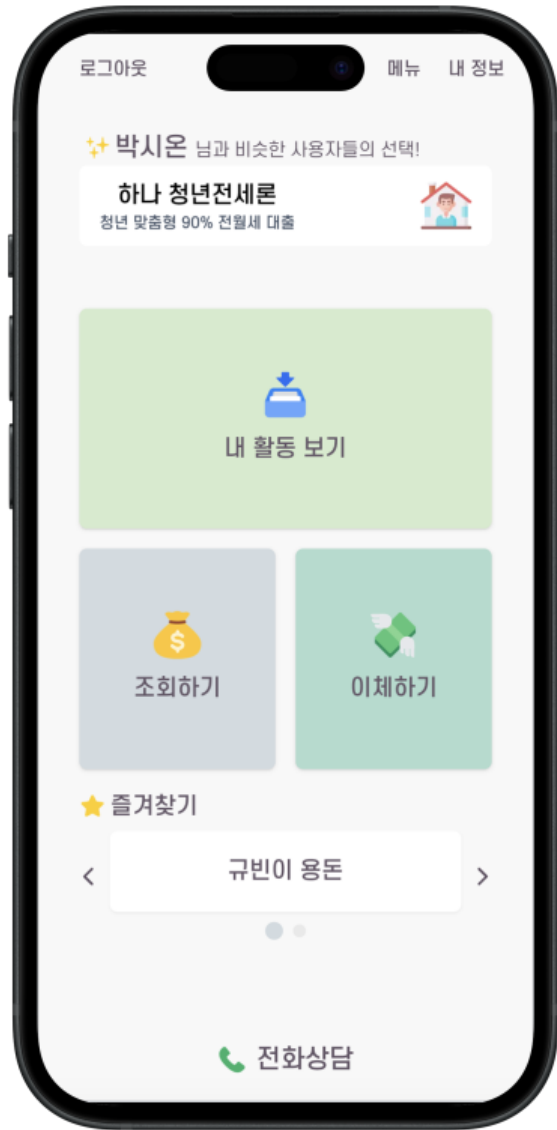 로그아웃 메뉴 내 정보
박시온 님과 비슷한 사용자들의 선택!
하나 청년전세론
청년 맞춤형 90% 전월세 대출
내 활동 보기
조회하기 이체하기
즐겨찾기
규빈이 용돈
전화상담